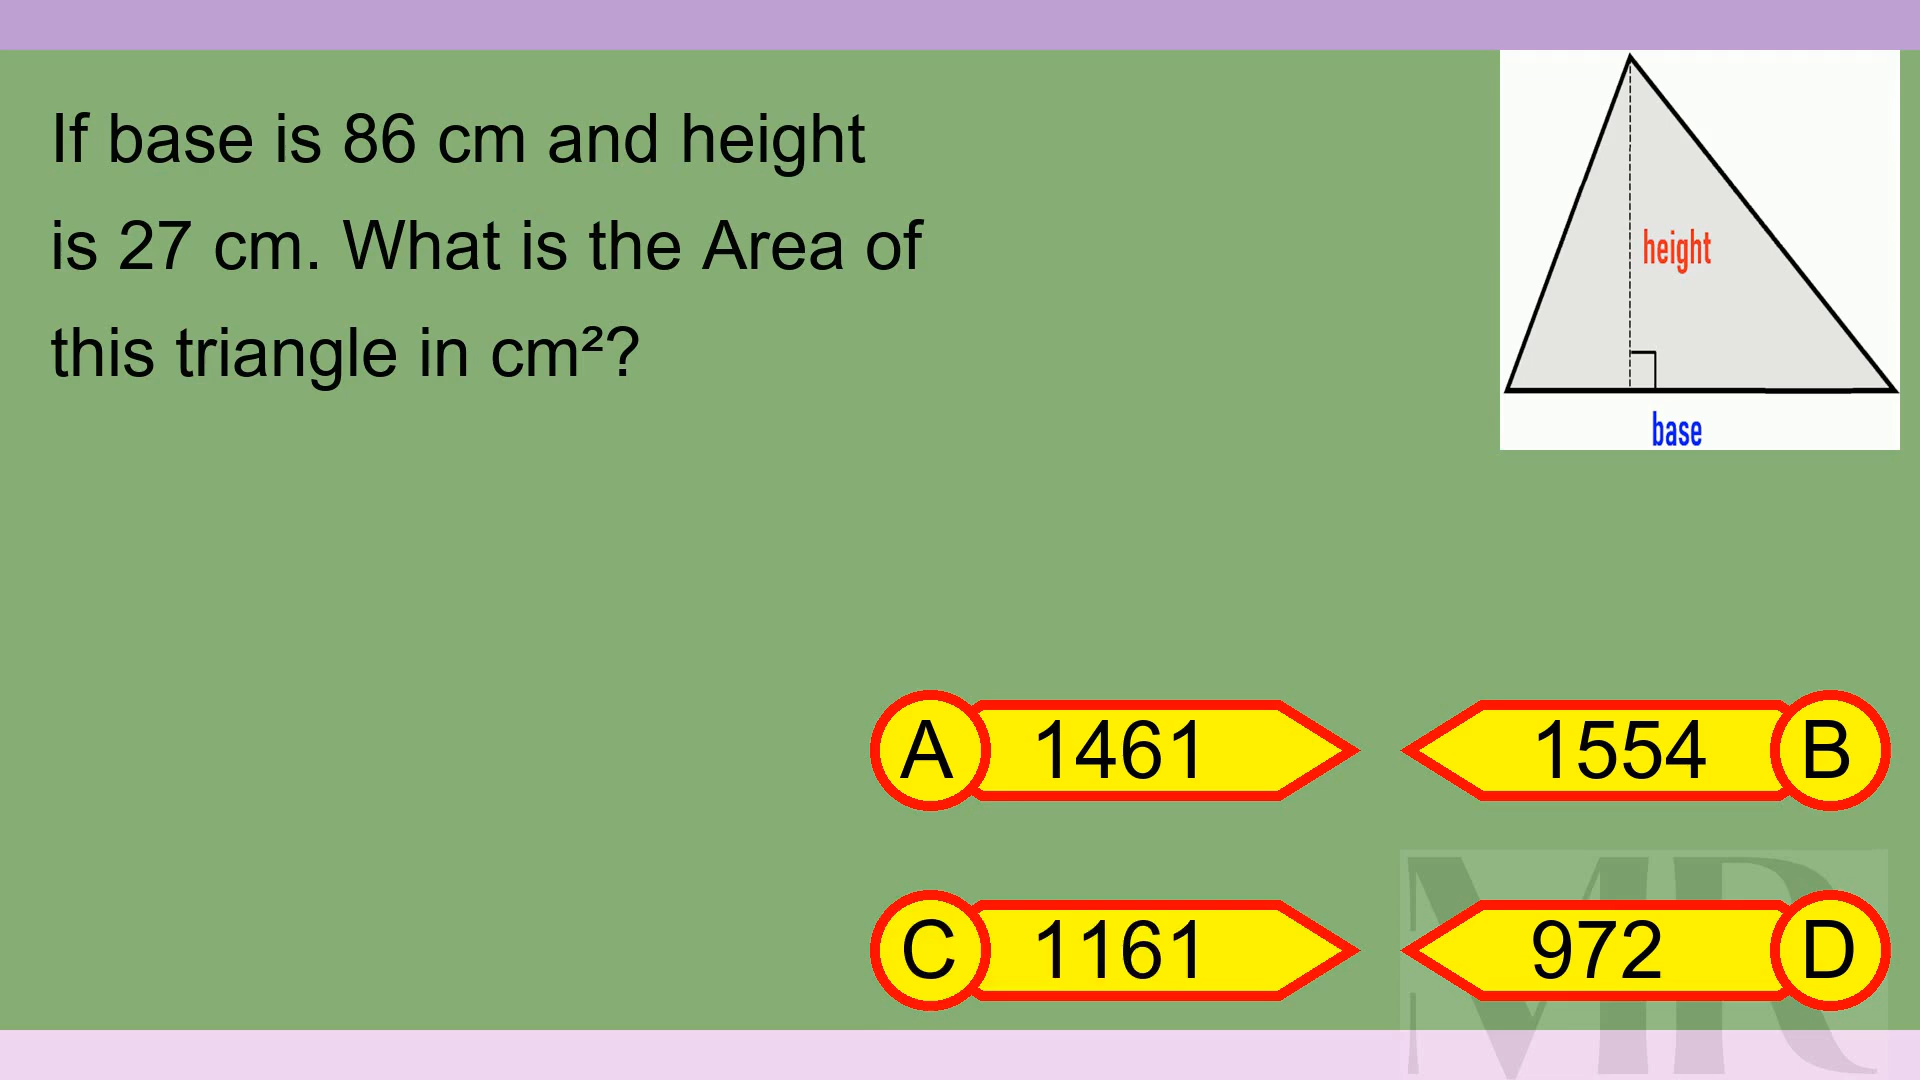 If base is 86 cm and height
is 27 cm. What is the Area of
this triangle in cm²?
height
base
A 1461
1554 B
C 1161
972 D
MR